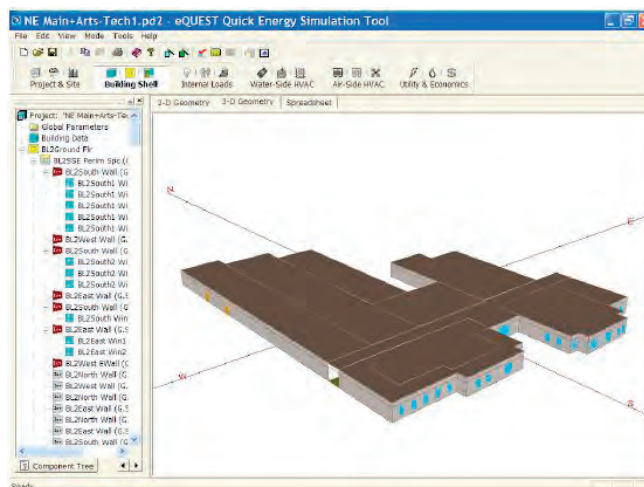 NE Main+Arts-Tech1.pd2 - eQUEST Quick Energy Simulation Tool
File Edit View Mode Tools Help
Project & Site Building Shell Internal Loads Water-Side HVAC Air-Side HVAC Utility & Economics
2-D Geometry 3-D Geometry Spreadsheet
Project: 'NE Main+Arts-Tec
Global Parameters
Building Data
BL2Ground Flr
BL2SSE Perim Spc (
BL2South Wall (G
BL2South1 Wi
BL2South1 Wi
BL2South1 Wi
BL2South1 Wi
BL2South1 Wi
BL2West Wall (G.
BL2South Wall (G
BL2South2 Wi
BL2South2 Wi
BL2South2 Wi
BL2East Wall (G.S
BL2South Wall (G
BL2South Win
BL2East Wall (G.S
BL2East Win1
BL2East Win2
BL2West BWall (G
BL2North Wall (G.
BL2West Wall (G.
BL2North Wall (G.
BL2East Wall (G.S
BL2North Wall (G.
BL2East Wall (G.S
BL2South Wall (G
Component Tree
N
E
W
S
Ready